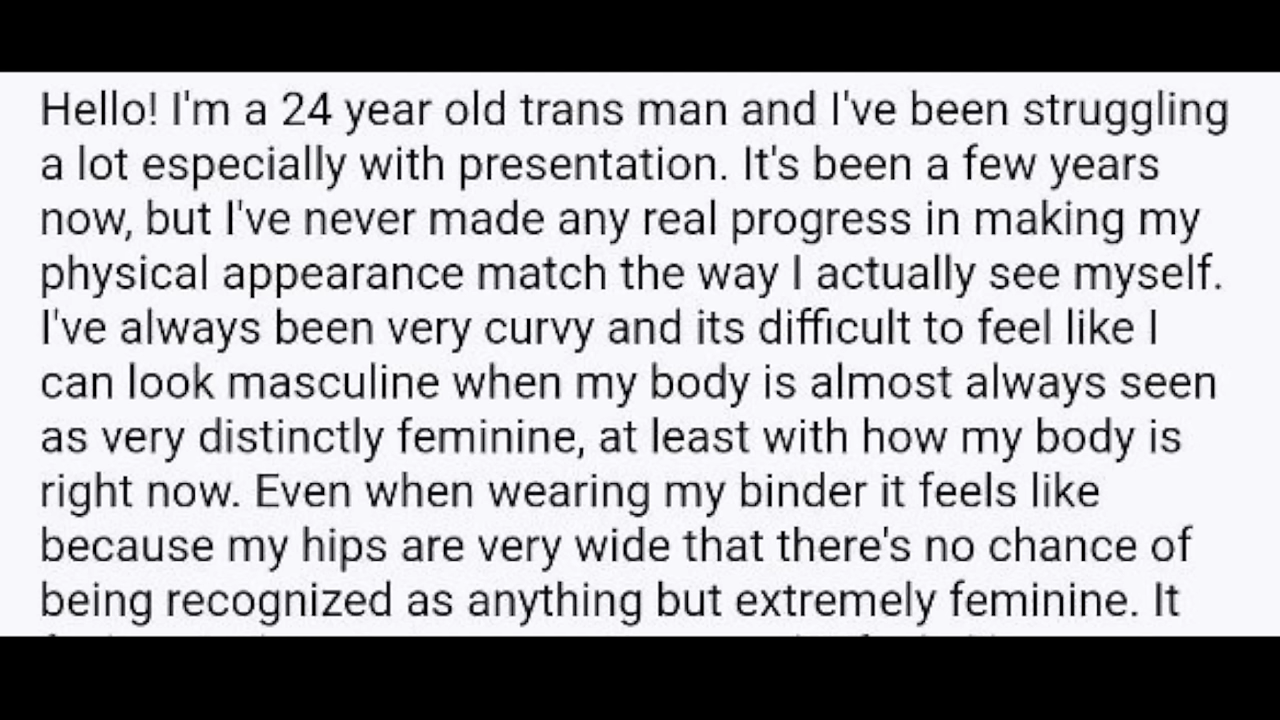 Hello! I'm a 24 year old trans man and I've been struggling
a lot especially with presentation. It's been a few years
now, but I've never made any real progress in making my
physical appearance match the way I actually see myself.
I've always been very curvy and its difficult to feel like I
can look masculine when my body is almost always seen
as very distinctly feminine, at least with how my body is
right now. Even when wearing my binder it feels like
because my hips are very wide that there's no chance of
being recognized as anything but extremely feminine. It